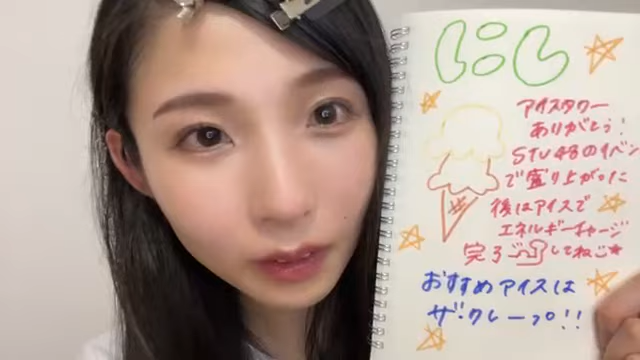 にし
アイスタワー
ありがとう!
STU48のイベン
で盛り上がった
後はアイスで
エネルギーチャージ
完了してね
おすすめアイスは
ザ・クレープ!!